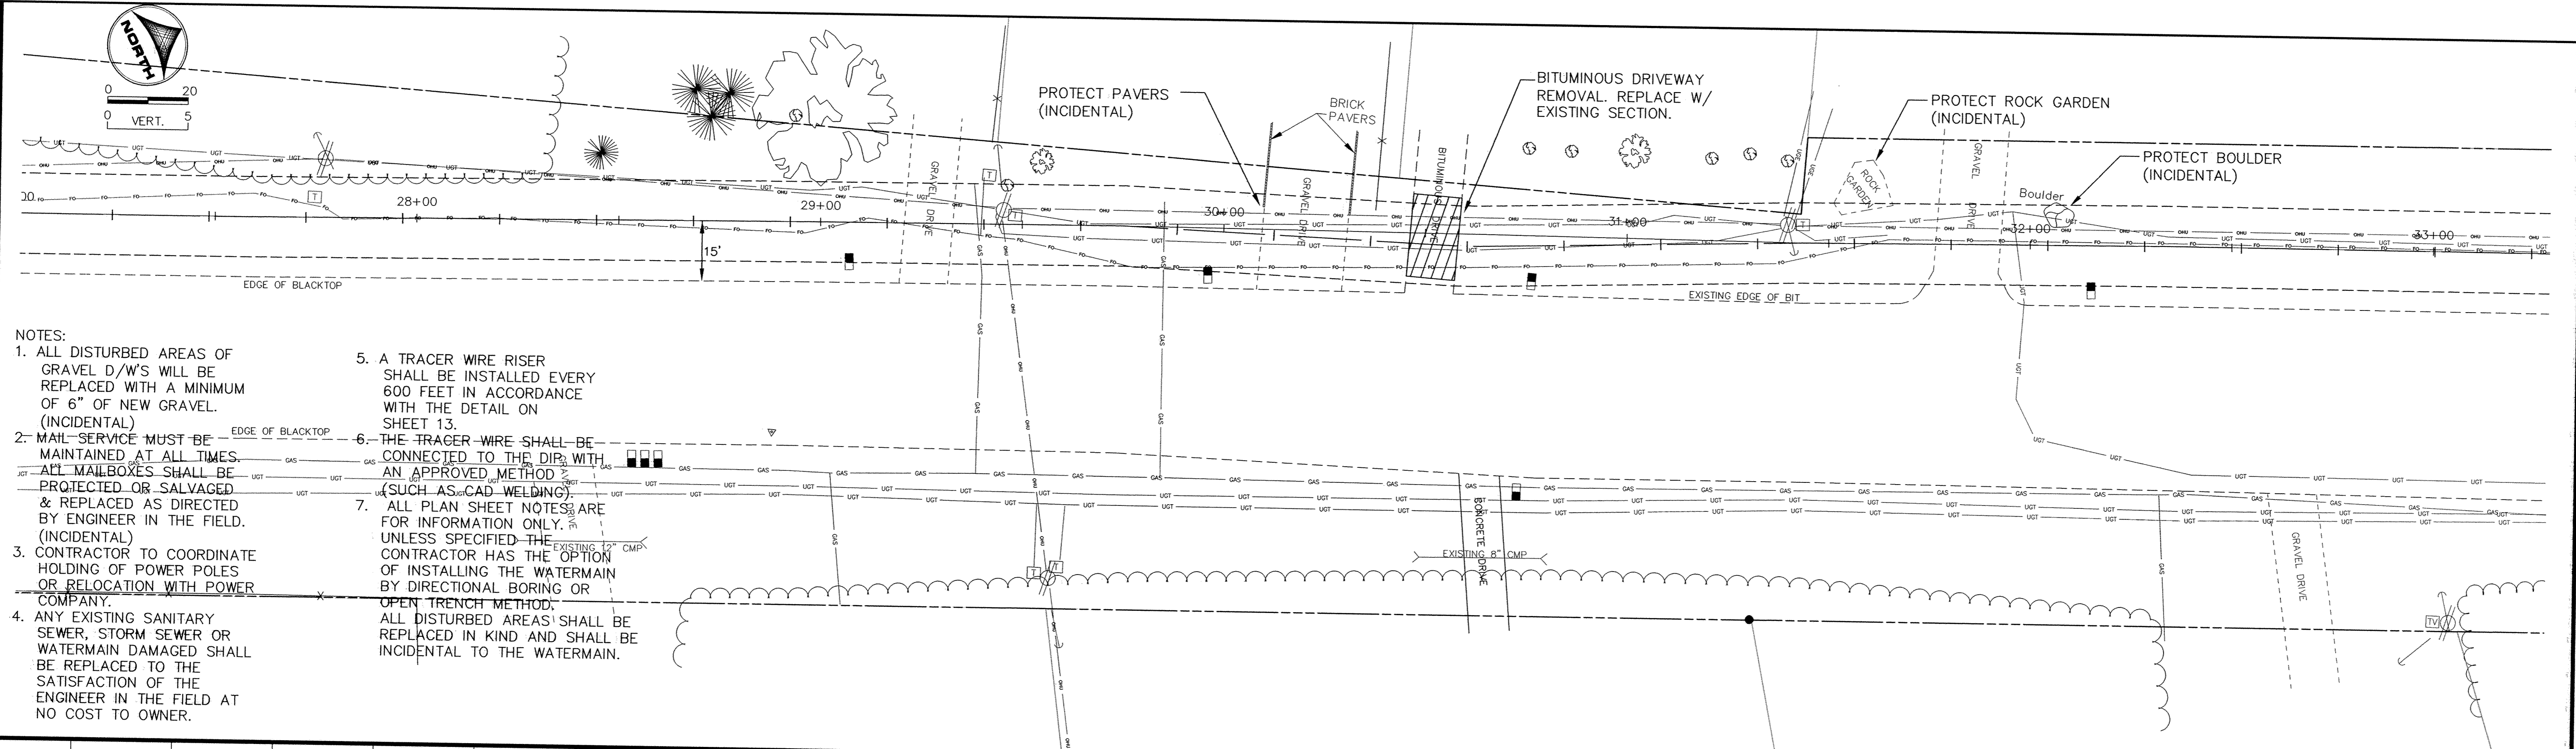 NORTH
0 20
0 5
VERT.
PROTECT PAVERS
(INCIDENTAL)
BRICK
PAVERS
BITUMINOUS DRIVEWAY
REMOVAL. REPLACE W/
EXISTING SECTION.
PROTECT ROCK GARDEN
(INCIDENTAL)
PROTECT BOULDER
(INCIDENTAL)
GRAVEL DRIVE
GRAVEL DRIVE
BITUMINOUS DRIVE
ROCK
GARDEN
GRAVEL DRIVE
Boulder
28+00
29+00
30+00
31+00
32+00
33+00
15'
EDGE OF BLACKTOP
EXISTING EDGE OF BIT
UGT
OHU
FO
GAS
UGE
T
NOTES:
1. ALL DISTURBED AREAS OF
GRAVEL D/W'S WILL BE
REPLACED WITH A MINIMUM
OF 6" OF NEW GRAVEL.
(INCIDENTAL)
2. MAIL SERVICE MUST BE
MAINTAINED AT ALL TIMES.
ALL MAILBOXES SHALL BE
PROTECTED OR SALVAGED
& REPLACED AS DIRECTED
BY ENGINEER IN THE FIELD.
(INCIDENTAL)
3. CONTRACTOR TO COORDINATE
HOLDING OF POWER POLES
OR RELOCATION WITH POWER
COMPANY.
4. ANY EXISTING SANITARY
SEWER, STORM SEWER OR
WATERMAIN DAMAGED SHALL
BE REPLACED TO THE
SATISFACTION OF THE
ENGINEER IN THE FIELD AT
NO COST TO OWNER.
5. A TRACER WIRE RISER
SHALL BE INSTALLED EVERY
600 FEET IN ACCORDANCE
WITH THE DETAIL ON
SHEET 13.
6. THE TRACER WIRE SHALL BE
CONNECTED TO THE DIP WITH
AN APPROVED METHOD
(SUCH AS CAD WELDING).
7. ALL PLAN SHEET NOTES ARE
FOR INFORMATION ONLY.
UNLESS SPECIFIED THE
CONTRACTOR HAS THE OPTION
OF INSTALLING THE WATERMAIN
BY DIRECTIONAL BORING OR
OPEN TRENCH METHOD.
ALL DISTURBED AREAS SHALL BE
REPLACED IN KIND AND SHALL BE
INCIDENTAL TO THE WATERMAIN.
EDGE OF BLACKTOP
GRAVEL DRIVE
EXISTING 12" CMP
EXISTING 8" CMP
CONCRETE DRIVE
GRAVEL DRIVE
TV